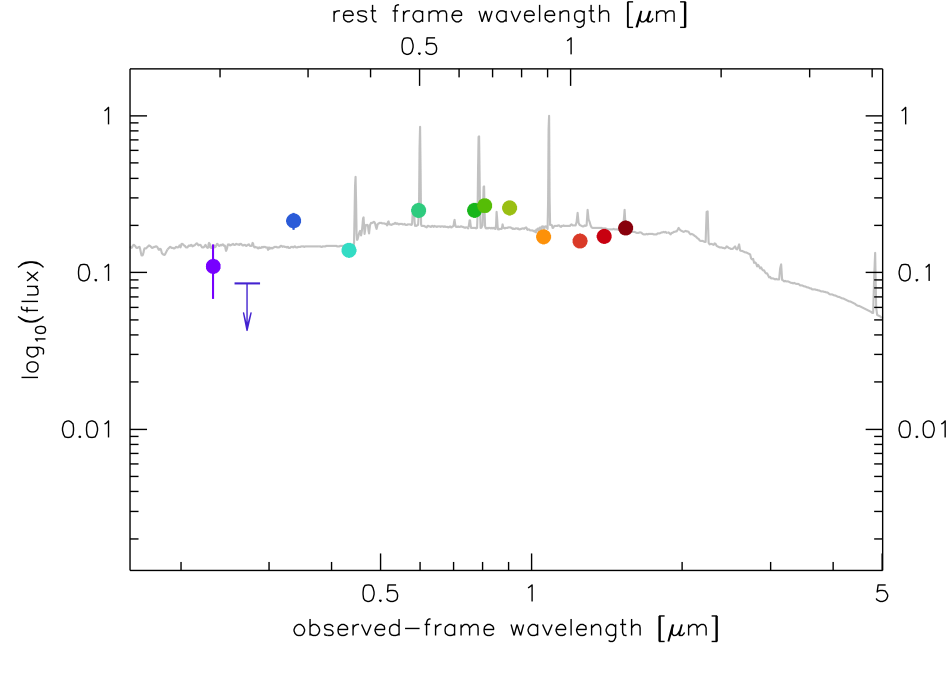 rest frame wavelength [μm]
0.5 1
1 1
0.1 0.1
0.01 0.01
log10(flux)
0.5 1 5
observed-frame wavelength [μm]